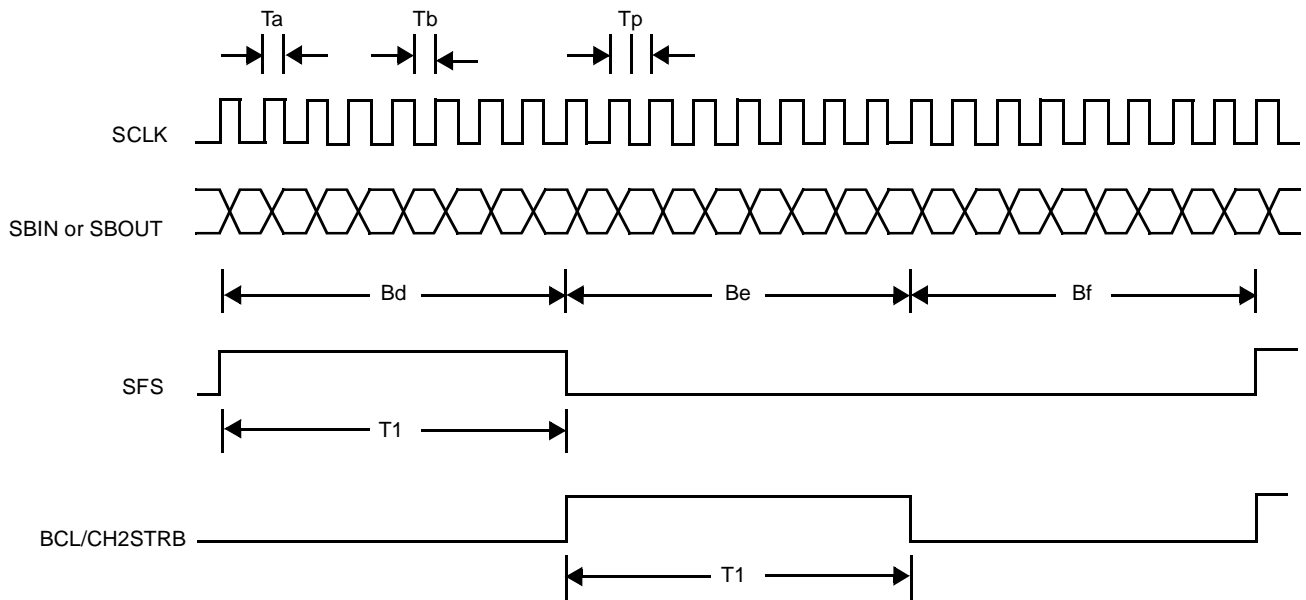 Ta Tb Tp
SCLK
SBIN or SBOUT
Bd Be Bf
SFS
T1
BCL/CH2STRB
T1